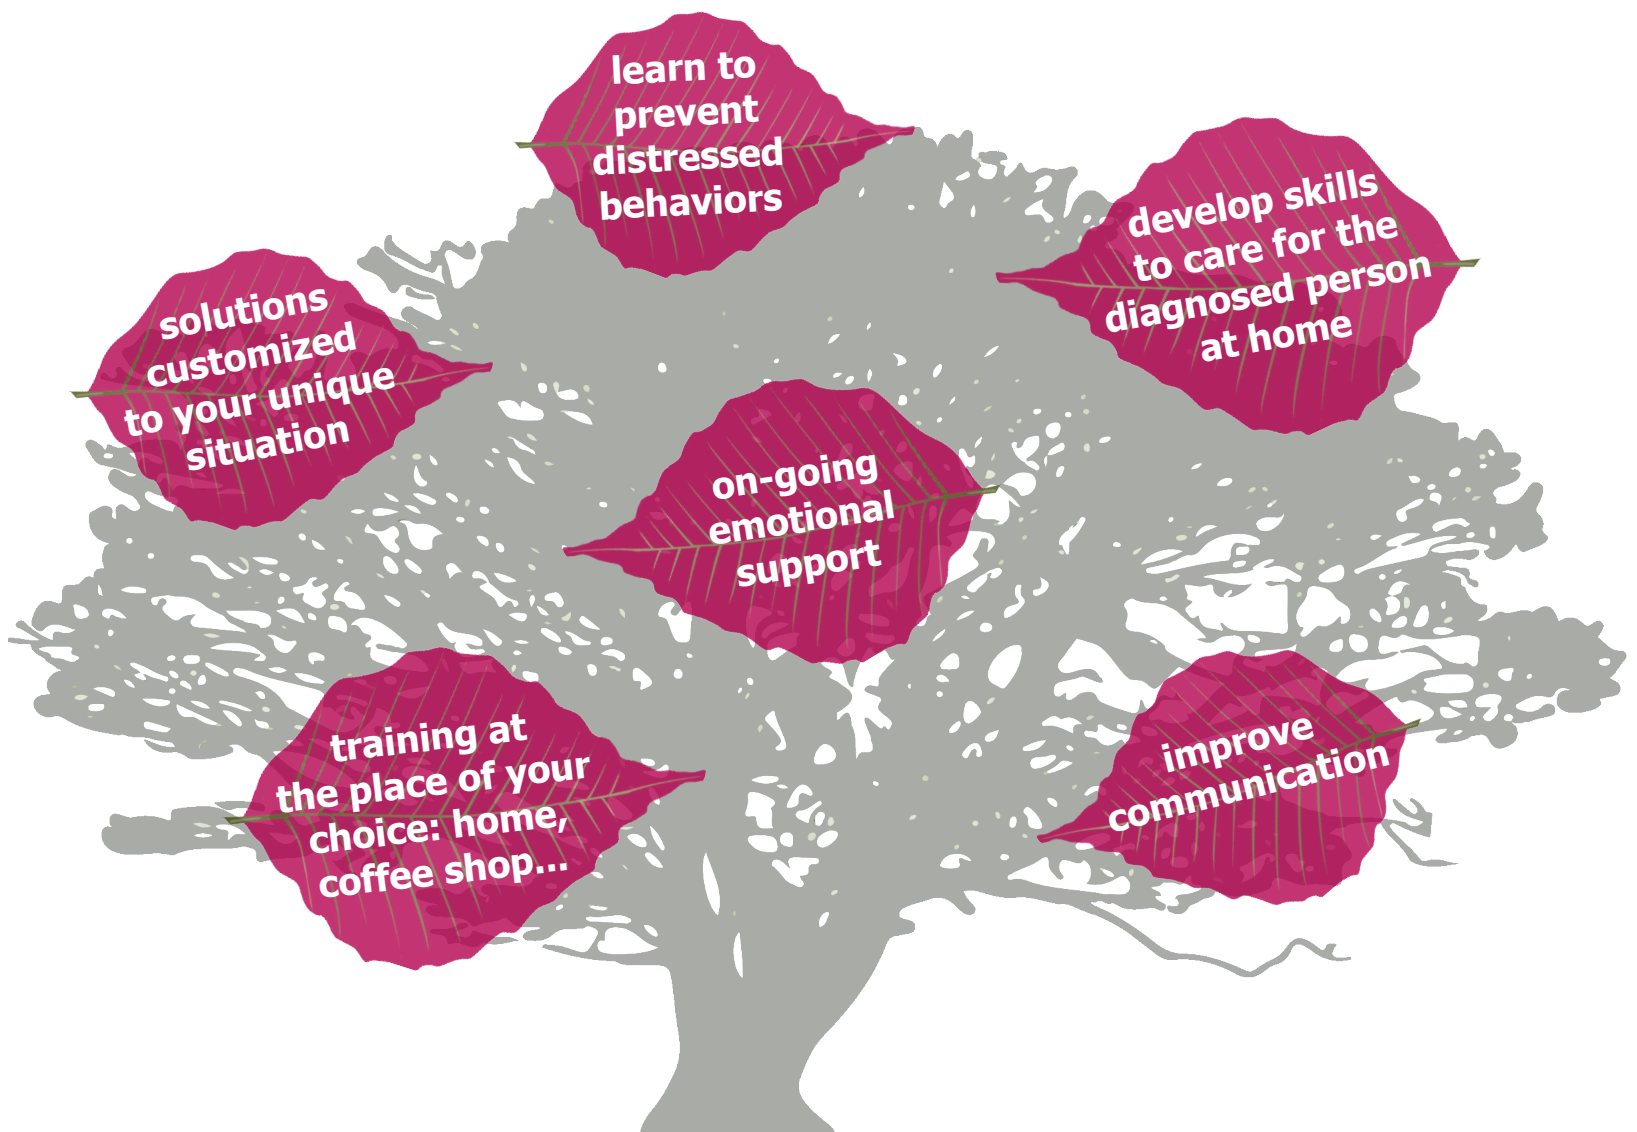 learn to
prevent
distressed
behaviors
develop skills
to care for the
diagnosed person
at home
solutions
customized
to your unique
situation
on-going
emotional
support
training at
the place of your
choice: home,
coffee shop...
improve
communication